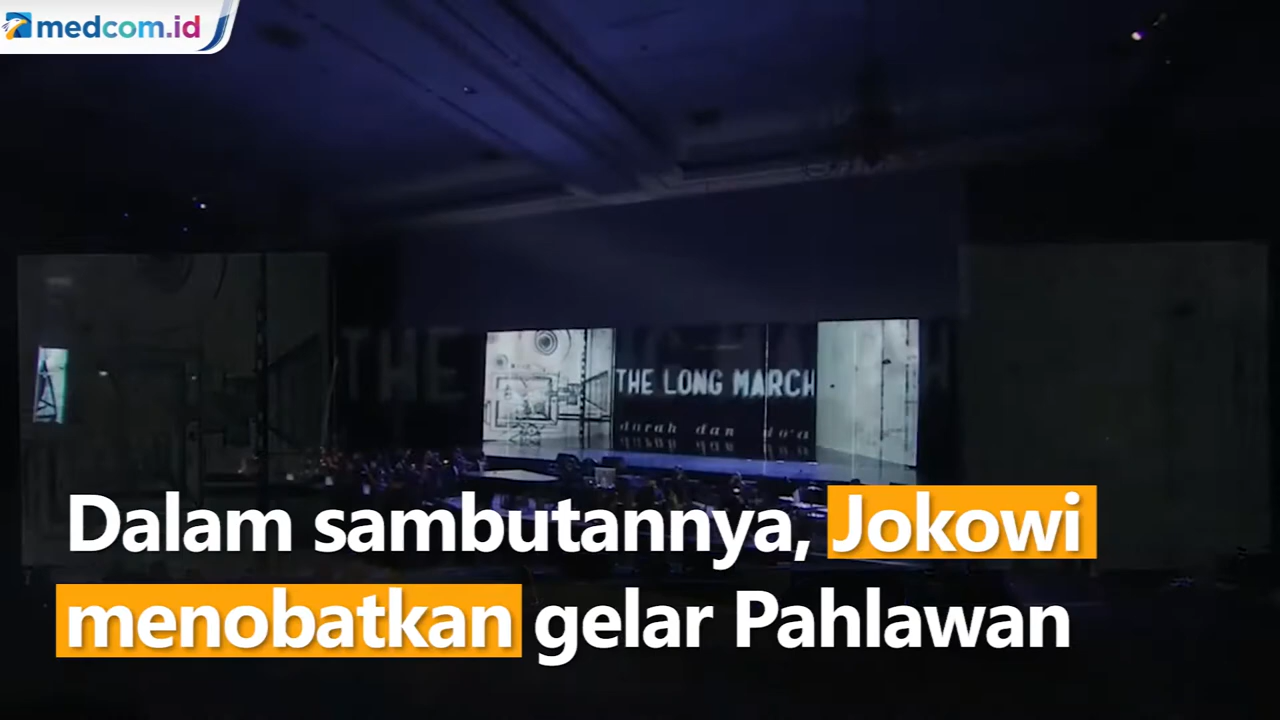 medcom.id
THE LONG MARCH
darah dan do'a
Dalam sambutannya, Jokowi
menobatkan gelar Pahlawan